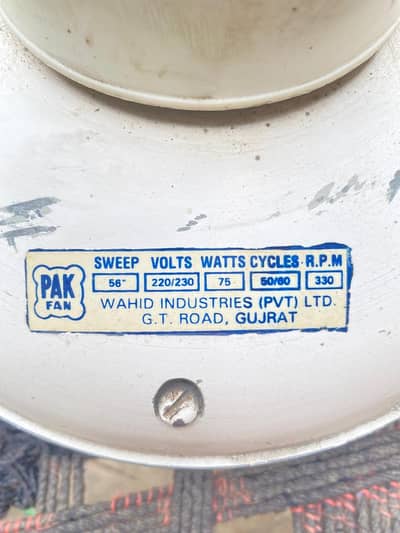 PAK
FAN
SWEEP VOLTS WATTS CYCLES R.P.M
56" 220/230 75 50/60 330
WAHID INDUSTRIES (PVT) LTD.
G.T. ROAD, GUJRAT